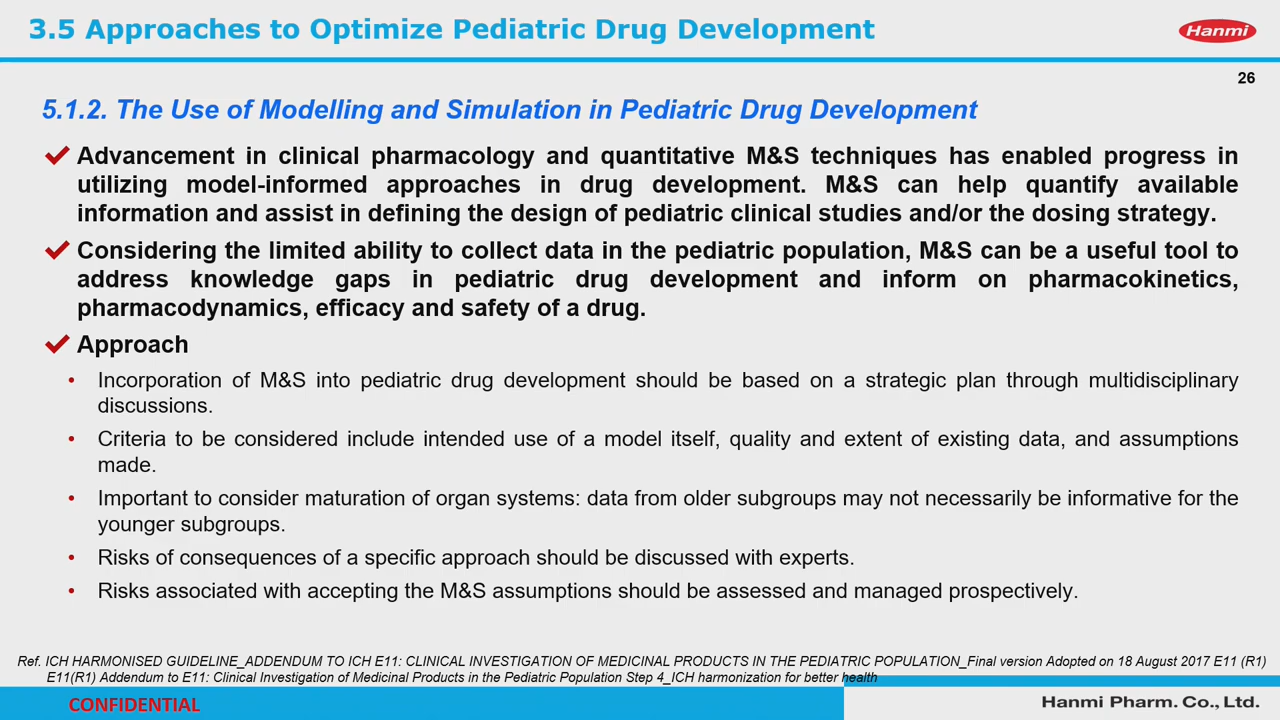 3.5 Approaches to Optimize Pediatric Drug Development
Hanmi
26
5.1.2. The Use of Modelling and Simulation in Pediatric Drug Development
Advancement in clinical pharmacology and quantitative M&S techniques has enabled progress in
utilizing model-informed approaches in drug development. M&S can help quantify available
information and assist in defining the design of pediatric clinical studies and/or the dosing strategy.
Considering the limited ability to collect data in the pediatric population, M&S can be a useful tool to
address knowledge gaps in pediatric drug development and inform on pharmacokinetics,
pharmacodynamics, efficacy and safety of a drug.
Approach
• Incorporation of M&S into pediatric drug development should be based on a strategic plan through multidisciplinary
discussions.
• Criteria to be considered include intended use of a model itself, quality and extent of existing data, and assumptions
made.
• Important to consider maturation of organ systems: data from older subgroups may not necessarily be informative for the
younger subgroups.
• Risks of consequences of a specific approach should be discussed with experts.
• Risks associated with accepting the M&S assumptions should be assessed and managed prospectively.
Ref. ICH HARMONISED GUIDELINE_ADDENDUM TO ICH E11: CLINICAL INVESTIGATION OF MEDICINAL PRODUCTS IN THE PEDIATRIC POPULATION_Final version Adopted on 18 August 2017 E11 (R1)
E11(R1) Addendum to E11: Clinical Investigation of Medicinal Products in the Pediatric Population Step 4_ICH harmonization for better health
CONFIDENTIAL
Hanmi Pharm. Co., Ltd.